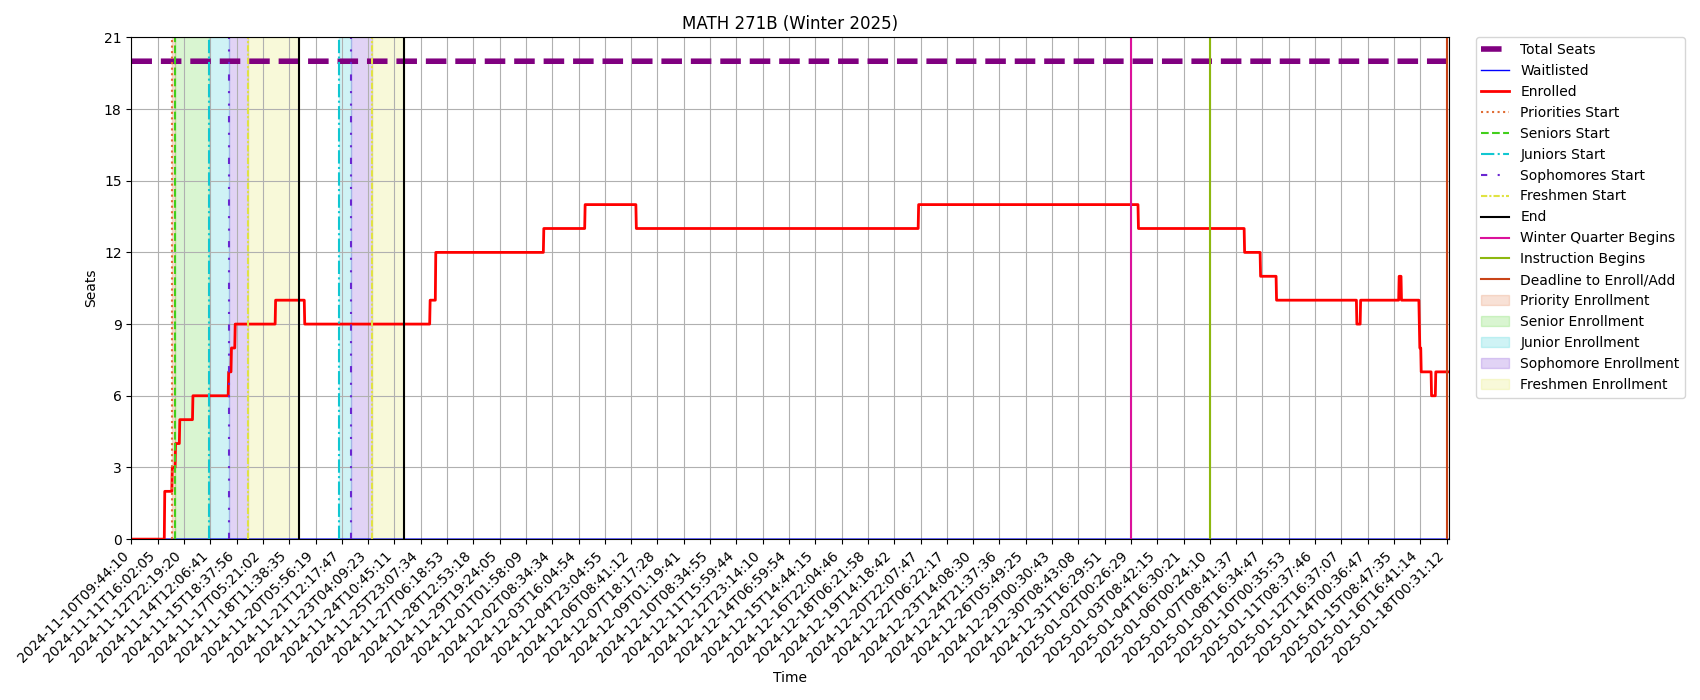 MATH 271B (Winter 2025)
Seats
21
18
15
12
9
6
3
0
2024-11-10T09:44:10
2024-11-11T16:02:05
2024-11-12T22:19:20
2024-11-14T12:06:41
2024-11-15T18:37:56
2024-11-17T05:21:02
2024-11-18T11:38:35
2024-11-20T05:56:19
2024-11-21T12:17:47
2024-11-23T04:09:23
2024-11-24T10:45:11
2024-11-25T23:07:34
2024-11-27T06:18:53
2024-11-28T12:53:18
2024-11-29T19:24:05
2024-12-01T01:58:09
2024-12-02T08:34:34
2024-12-03T16:04:54
2024-12-04T23:04:55
2024-12-06T08:41:12
2024-12-07T18:17:28
2024-12-09T01:19:41
2024-12-10T08:34:55
2024-12-11T15:59:44
2024-12-12T23:14:10
2024-12-14T06:59:54
2024-12-15T14:44:15
2024-12-16T22:04:46
2024-12-18T06:21:58
2024-12-19T14:18:42
2024-12-20T22:07:47
2024-12-22T06:22:17
2024-12-23T14:08:30
2024-12-24T21:37:36
2024-12-26T05:49:25
2024-12-29T00:30:43
2024-12-30T08:43:08
2024-12-31T16:29:51
2025-01-02T00:26:29
2025-01-03T08:42:15
2025-01-04T16:30:21
2025-01-06T00:24:10
2025-01-07T08:41:37
2025-01-08T16:34:47
2025-01-10T00:35:53
2025-01-11T08:37:46
2025-01-12T16:37:07
2025-01-14T00:36:47
2025-01-15T08:47:35
2025-01-16T16:41:14
2025-01-18T00:31:12
Time
Total Seats
Waitlisted
Enrolled
Priorities Start
Seniors Start
Juniors Start
Sophomores Start
Freshmen Start
End
Winter Quarter Begins
Instruction Begins
Deadline to Enroll/Add
Priority Enrollment
Senior Enrollment
Junior Enrollment
Sophomore Enrollment
Freshmen Enrollment